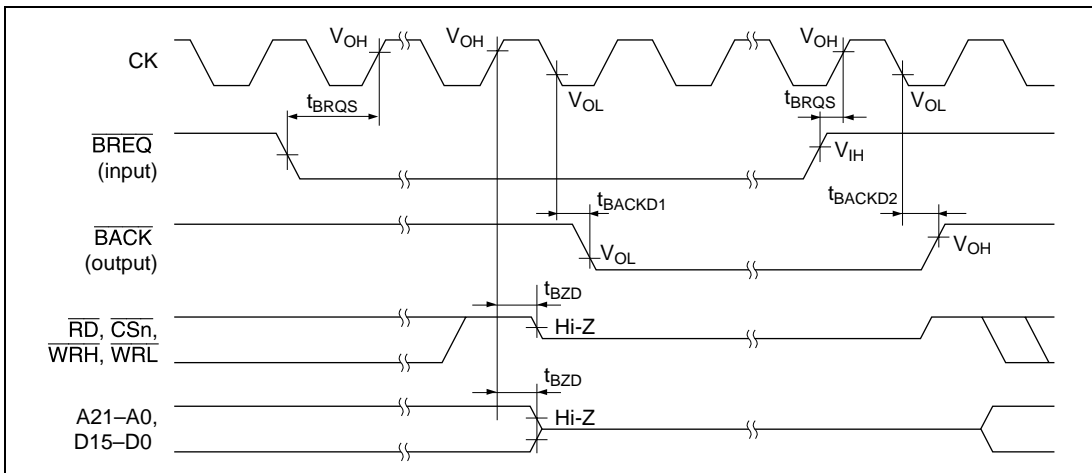 CK
V_OH
V_OH
V_OH
V_OL
V_OL
t_BRQS
t_BRQS
BREQ
(input)
V_IH
t_BACKD1
t_BACKD2
BACK
(output)
V_OL
V_OH
t_BZD
RD, CSn,
WRH, WRL
Hi-Z
t_BZD
A21–A0,
D15–D0
Hi-Z